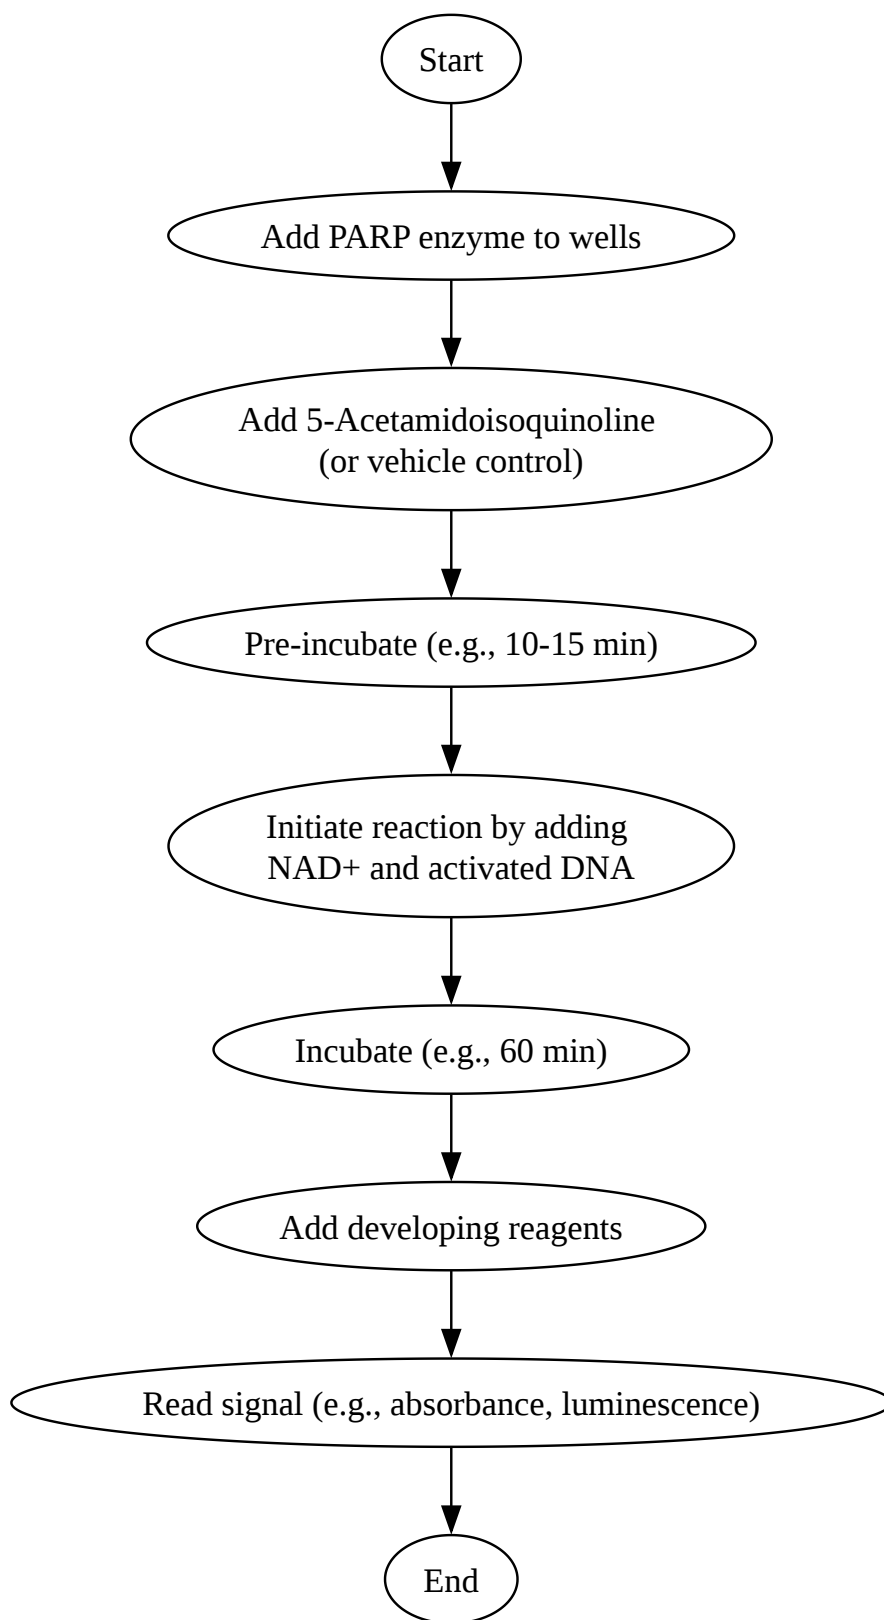 Start
Add PARP enzyme to wells
Add 5-Acetamidoisoquinoline
(or vehicle control)
Pre-incubate (e.g., 10-15 min)
Initiate reaction by adding
NAD+ and activated DNA
Incubate (e.g., 60 min)
Add developing reagents
Read signal (e.g., absorbance, luminescence)
End